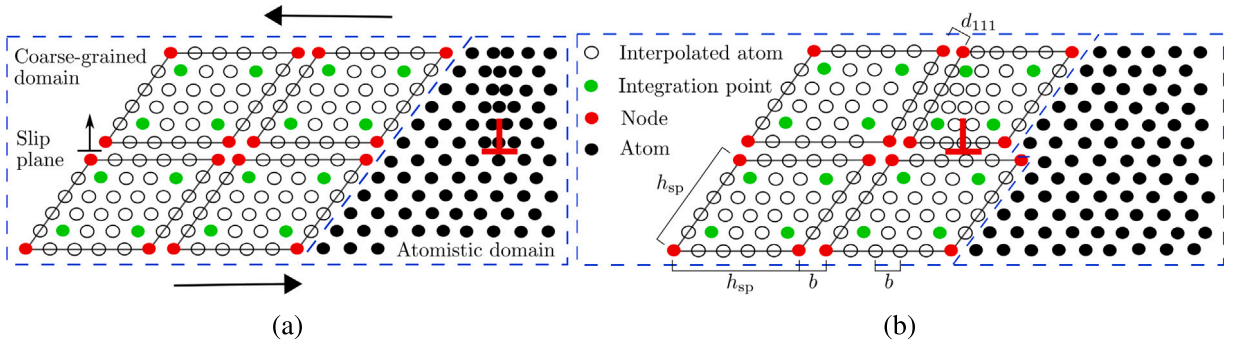 Coarse-grained
domain
Slip
plane
Atomistic domain
(a)
d111
Interpolated atom
Integration point
Node
Atom
hsp
hsp
b
b
(b)